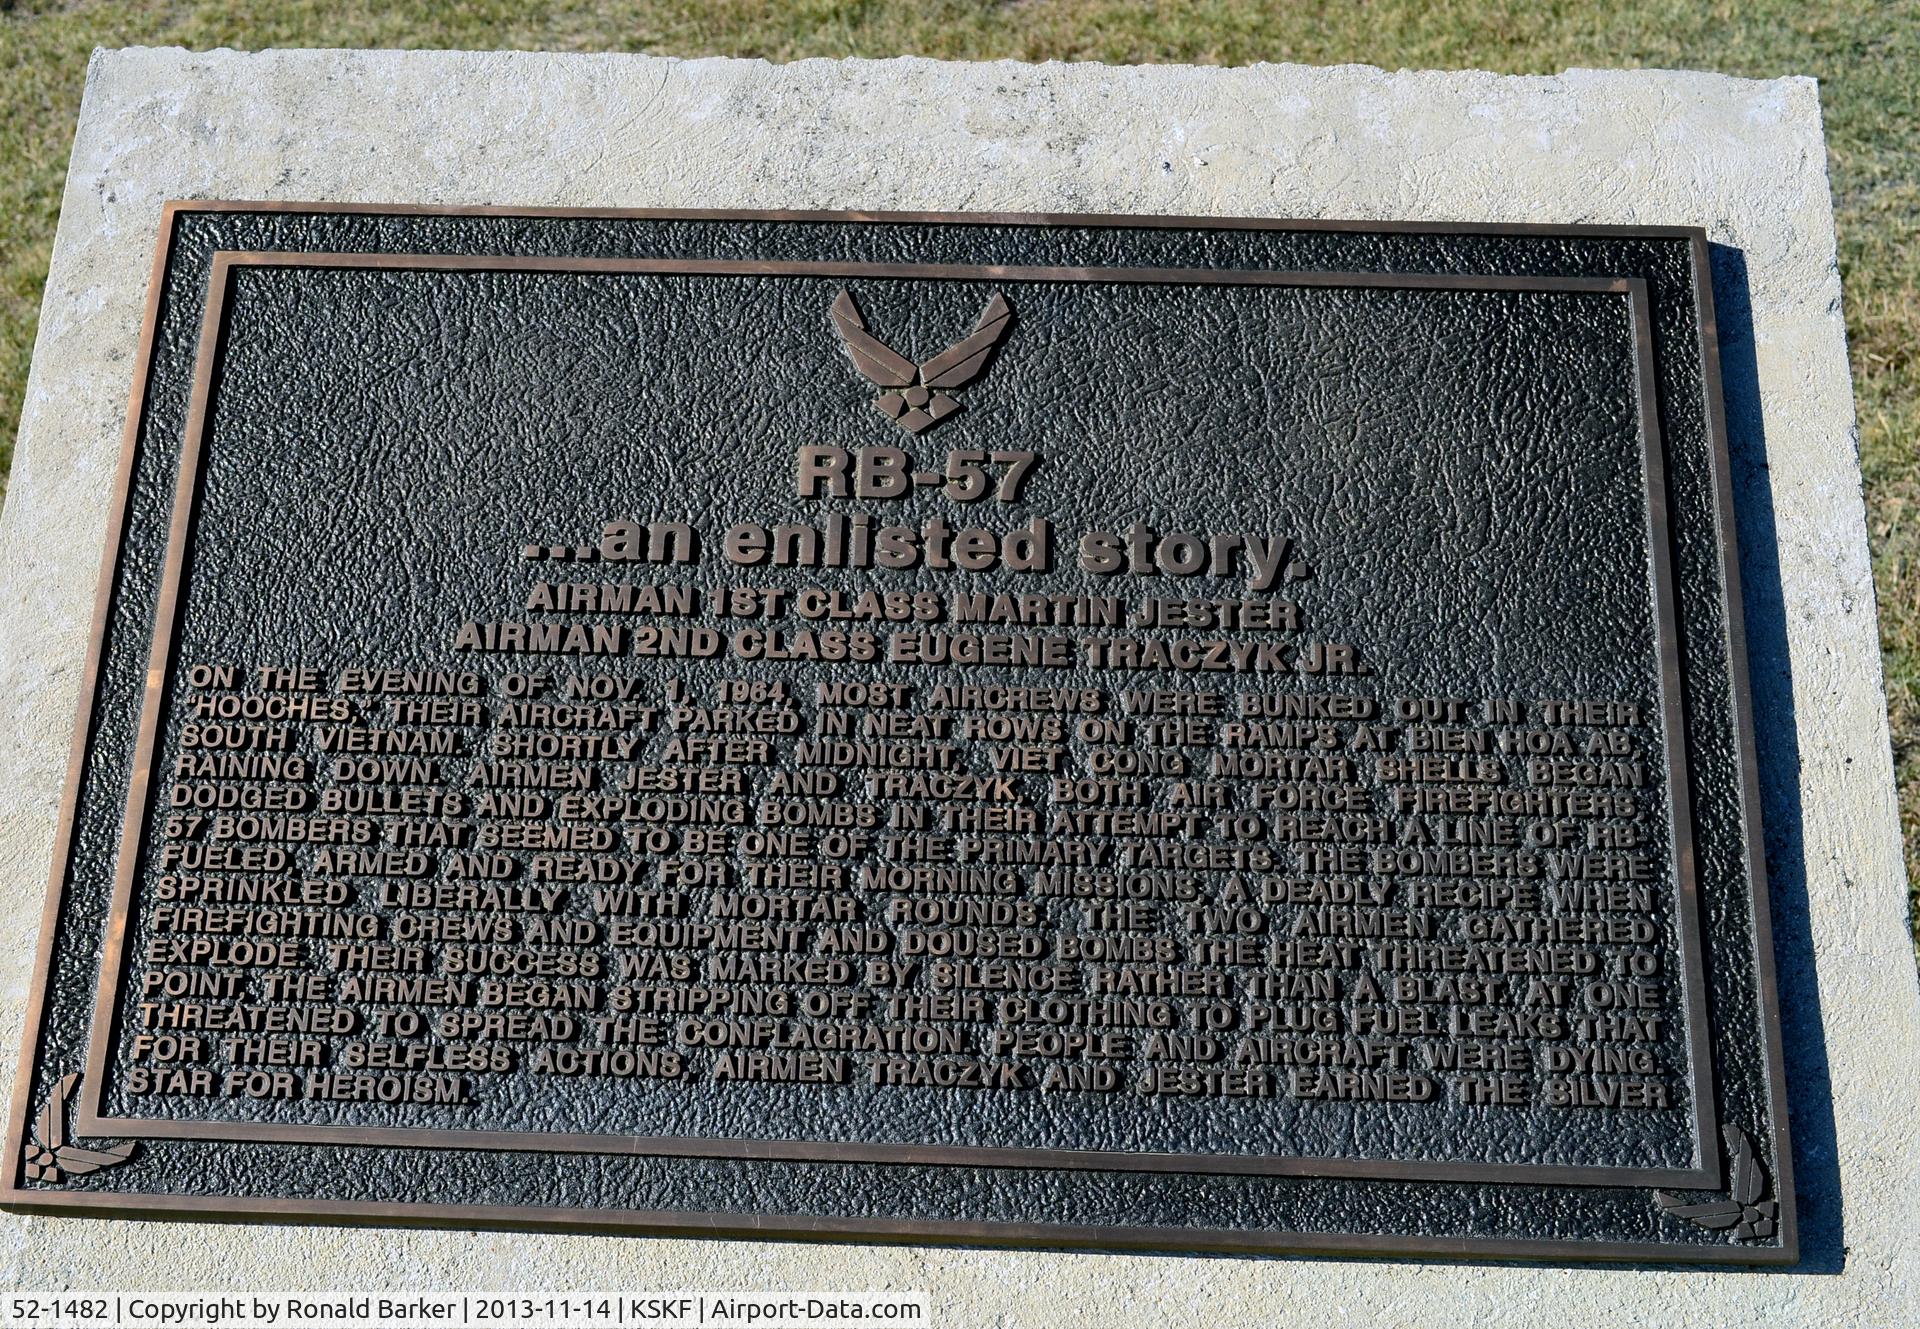 RB-57
...an enlisted story.
AIRMAN 1ST CLASS MARTIN JESTER
AIRMAN 2ND CLASS EUGENE TRACZYK JR.
ON THE EVENING OF NOV. 1, 1964, MOST AIRCREWS WERE BUNKED OUT IN THEIR
"HOOCHES," THEIR AIRCRAFT PARKED IN NEAT ROWS ON THE RAMPS AT BIEN HOA AB,
SOUTH VIETNAM. SHORTLY AFTER MIDNIGHT, VIET CONG MORTAR SHELLS BEGAN
RAINING DOWN. AIRMEN JESTER AND TRACZYK, BOTH AIR FORCE FIREFIGHTERS,
DODGED BULLETS AND EXPLODING BOMBS IN THEIR ATTEMPT TO REACH A LINE OF RB-
57 BOMBERS THAT SEEMED TO BE ONE OF THE PRIMARY TARGETS. THE BOMBERS WERE
FUELED, ARMED AND READY FOR THEIR MORNING MISSIONS, A DEADLY RECIPE WHEN
SPRINKLED LIBERALLY WITH MORTAR ROUNDS. THE TWO AIRMEN GATHERED
FIREFIGHTING CREWS AND EQUIPMENT AND DOUSED BOMBS THE HEAT THREATENED TO
EXPLODE. THEIR SUCCESS WAS MARKED BY SILENCE RATHER THAN A BLAST. AT ONE
POINT, THE AIRMEN BEGAN STRIPPING OFF THEIR CLOTHING TO PLUG FUEL LEAKS THAT
THREATENED TO SPREAD THE CONFLAGRATION. PEOPLE AND AIRCRAFT WERE DYING.
FOR THEIR SELFLESS ACTIONS, AIRMEN TRACZYK AND JESTER EARNED THE SILVER
STAR FOR HEROISM.
52-1482 | Copyright by Ronald Barker | 2013-11-14 | KSKF | Airport-Data.com